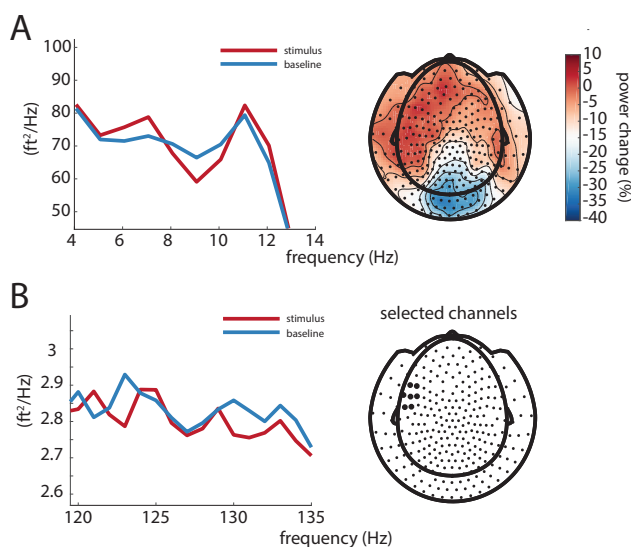 A
stimulus
baseline
(ft²/Hz)
100
90
80
70
60
50
4
6
8
10
12
14
frequency (Hz)
10
5
0
-5
-10
-15
-20
-25
-30
-35
-40
power change (%)
B
stimulus
baseline
(ft²/Hz)
3
2.9
2.8
2.7
2.6
120
125
130
135
frequency (Hz)
selected channels